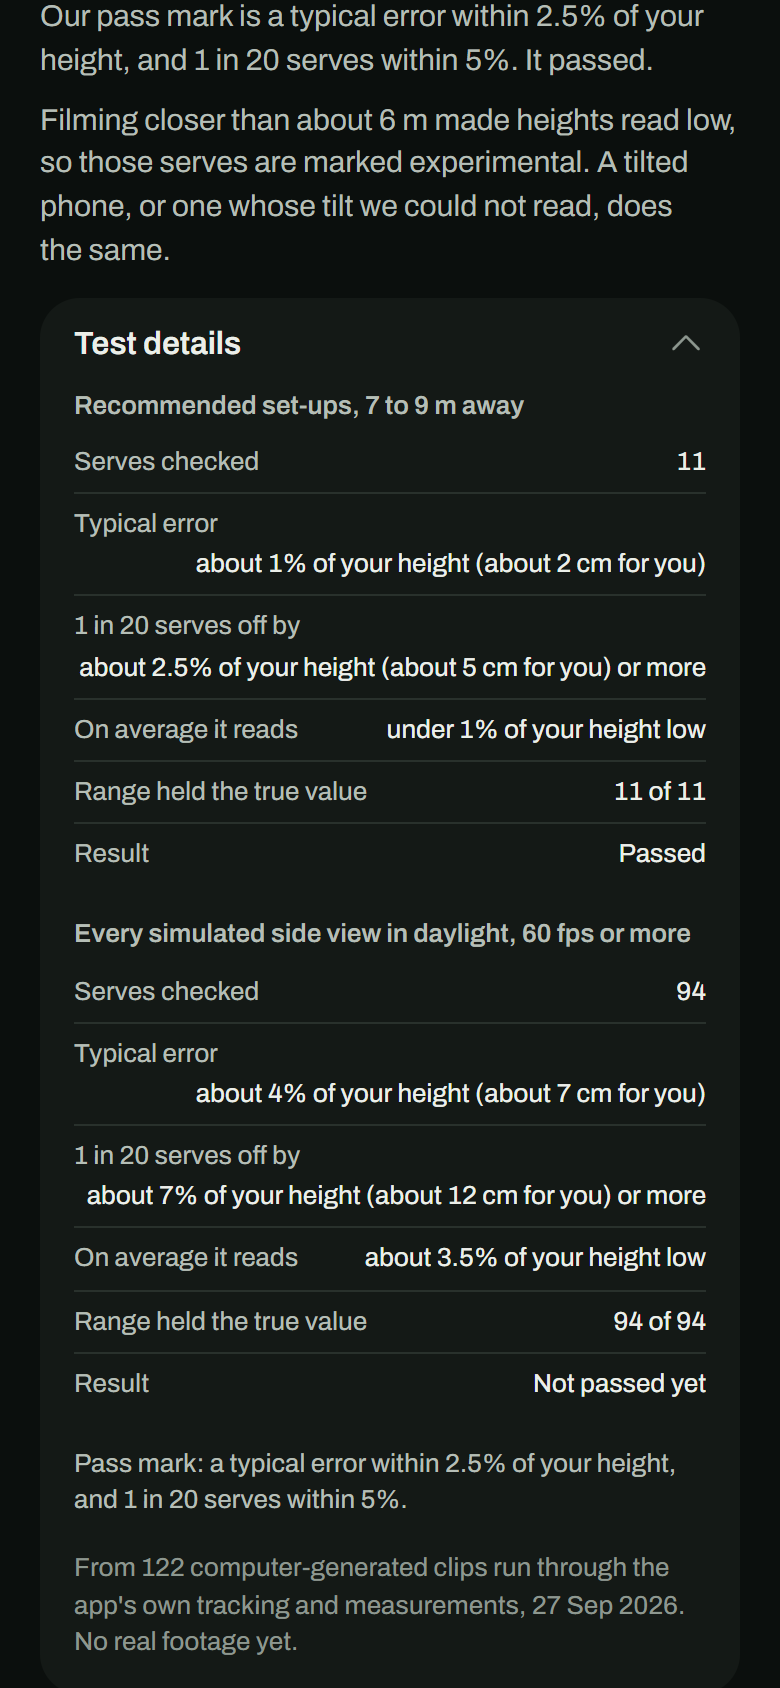 Our pass mark is a typical error within 2.5% of your
height, and 1 in 20 serves within 5%. It passed.
Filming closer than about 6 m made heights read low,
so those serves are marked experimental. A tilted
phone, or one whose tilt we could not read, does
the same.
Test details
Recommended set-ups, 7 to 9 m away
Serves checked 11
Typical error
about 1% of your height (about 2 cm for you)
1 in 20 serves off by
about 2.5% of your height (about 5 cm for you) or more
On average it reads under 1% of your height low
Range held the true value 11 of 11
Result Passed
Every simulated side view in daylight, 60 fps or more
Serves checked 94
Typical error
about 4% of your height (about 7 cm for you)
1 in 20 serves off by
about 7% of your height (about 12 cm for you) or more
On average it reads about 3.5% of your height low
Range held the true value 94 of 94
Result Not passed yet
Pass mark: a typical error within 2.5% of your height,
and 1 in 20 serves within 5%.
From 122 computer-generated clips run through the
app's own tracking and measurements, 27 Sep 2026.
No real footage yet.